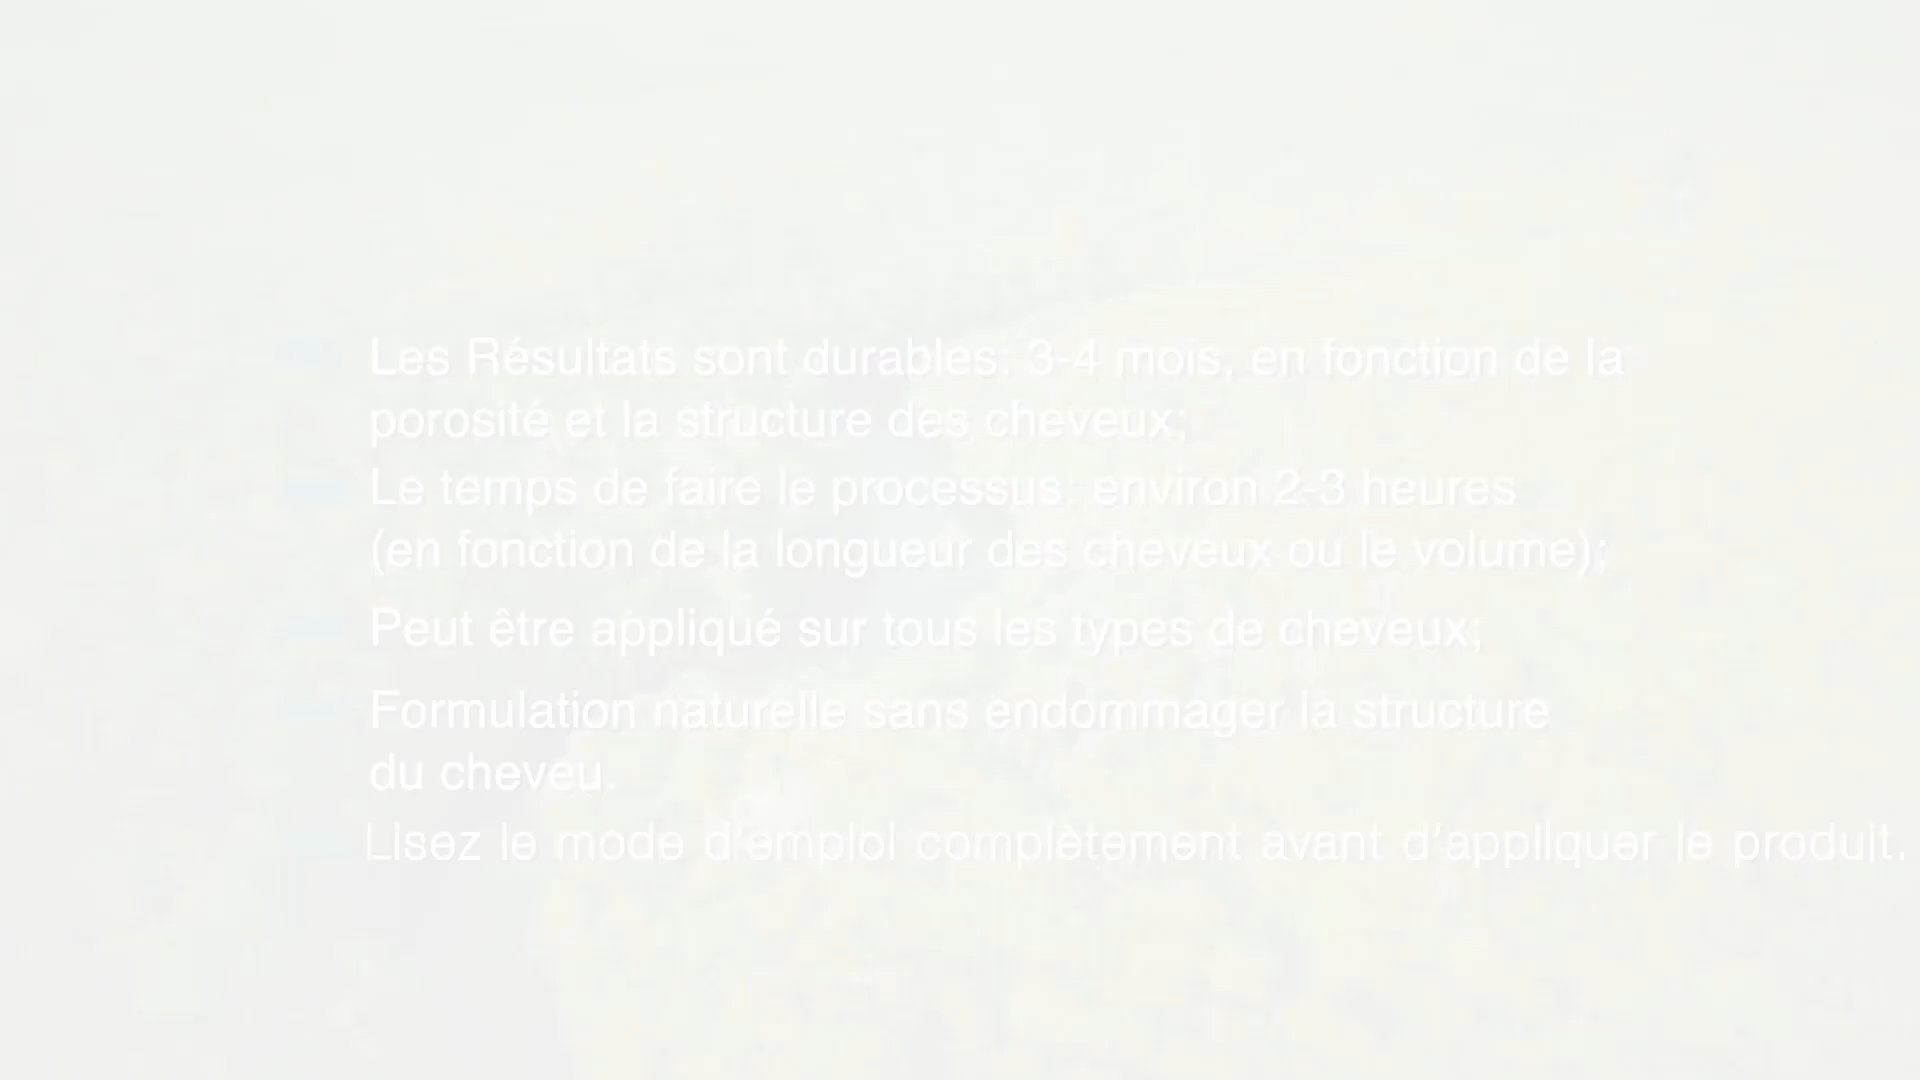 Les Résultats sont durables: 3-4 mois, en fonction de la
porosité et la structure des cheveux;
Le temps de faire le processus: environ 2-3 heures
(en fonction de la longueur des cheveux ou le volume);
Peut être appliqué sur tous les types de cheveux;
Formulation naturelle sans endommager la structure
du cheveu.
Lisez le mode d'emploi complètement avant d'appliquer le produit.